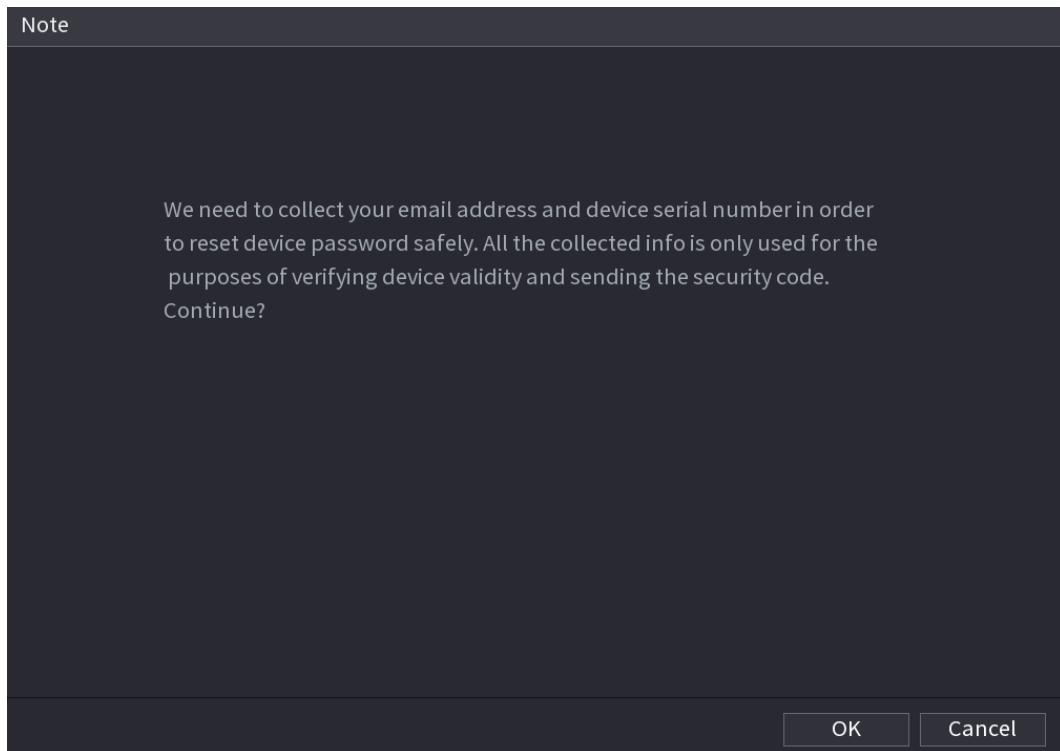 Note
We need to collect your email address and device serial number in order
to reset device password safely. All the collected info is only used for the
purposes of verifying device validity and sending the security code.
Continue?
OK
Cancel